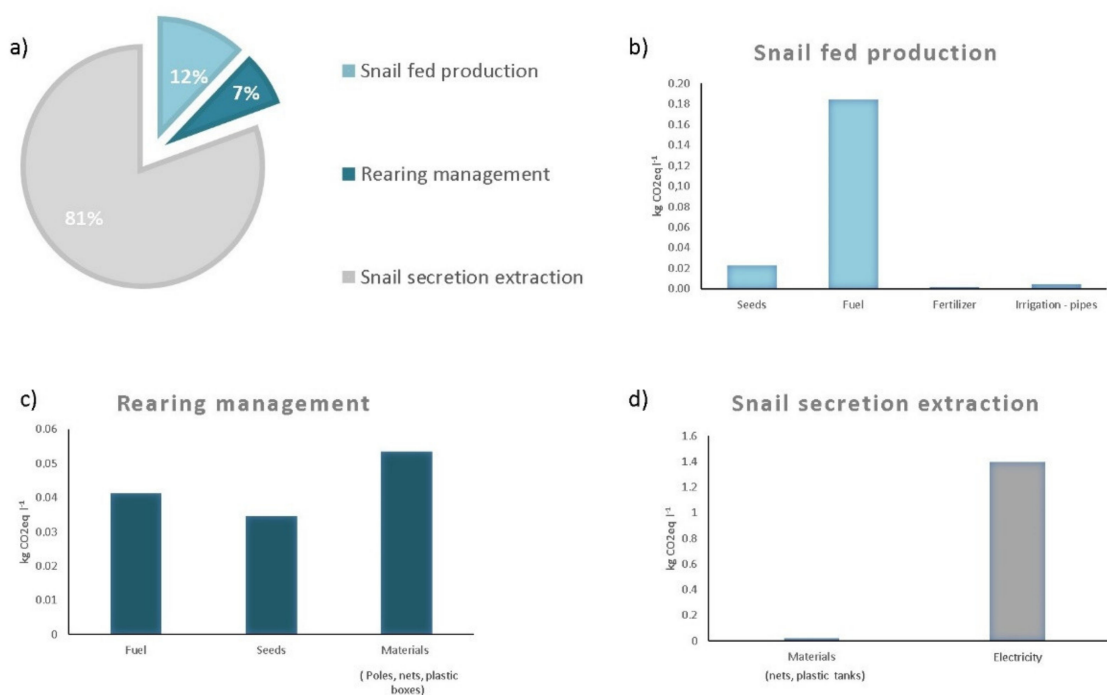 a)
12%
7%
81%
Snail fed production
Rearing management
Snail secretion extraction
b)
Snail fed production
kg CO2eq l⁻¹
0.20
0.18
0.16
0.14
0.12
0,10
0.08
0,06
0.04
0.02
0.00
Seeds
Fuel
Fertilizer
Irrigation - pipes
c)
Rearing management
kg CO2eq l⁻¹
0.06
0.05
0.04
0.03
0.02
0.01
0
Fuel
Seeds
Materials
( Poles, nets, plastic
boxes)
d)
Snail secretion extraction
kg CO2eq l⁻¹
1.6
1.4
1.2
1
0.8
0.6
0.4
0.2
0
Materials
(nets, plastic tanks)
Electricity